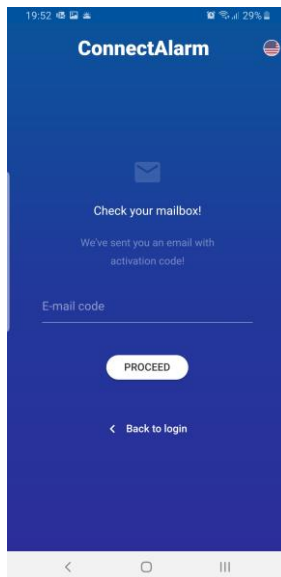 19:52 29%
ConnectAlarm
Check your mailbox!
We've sent you an email with
activation code!
E-mail code
PROCEED
Back to login